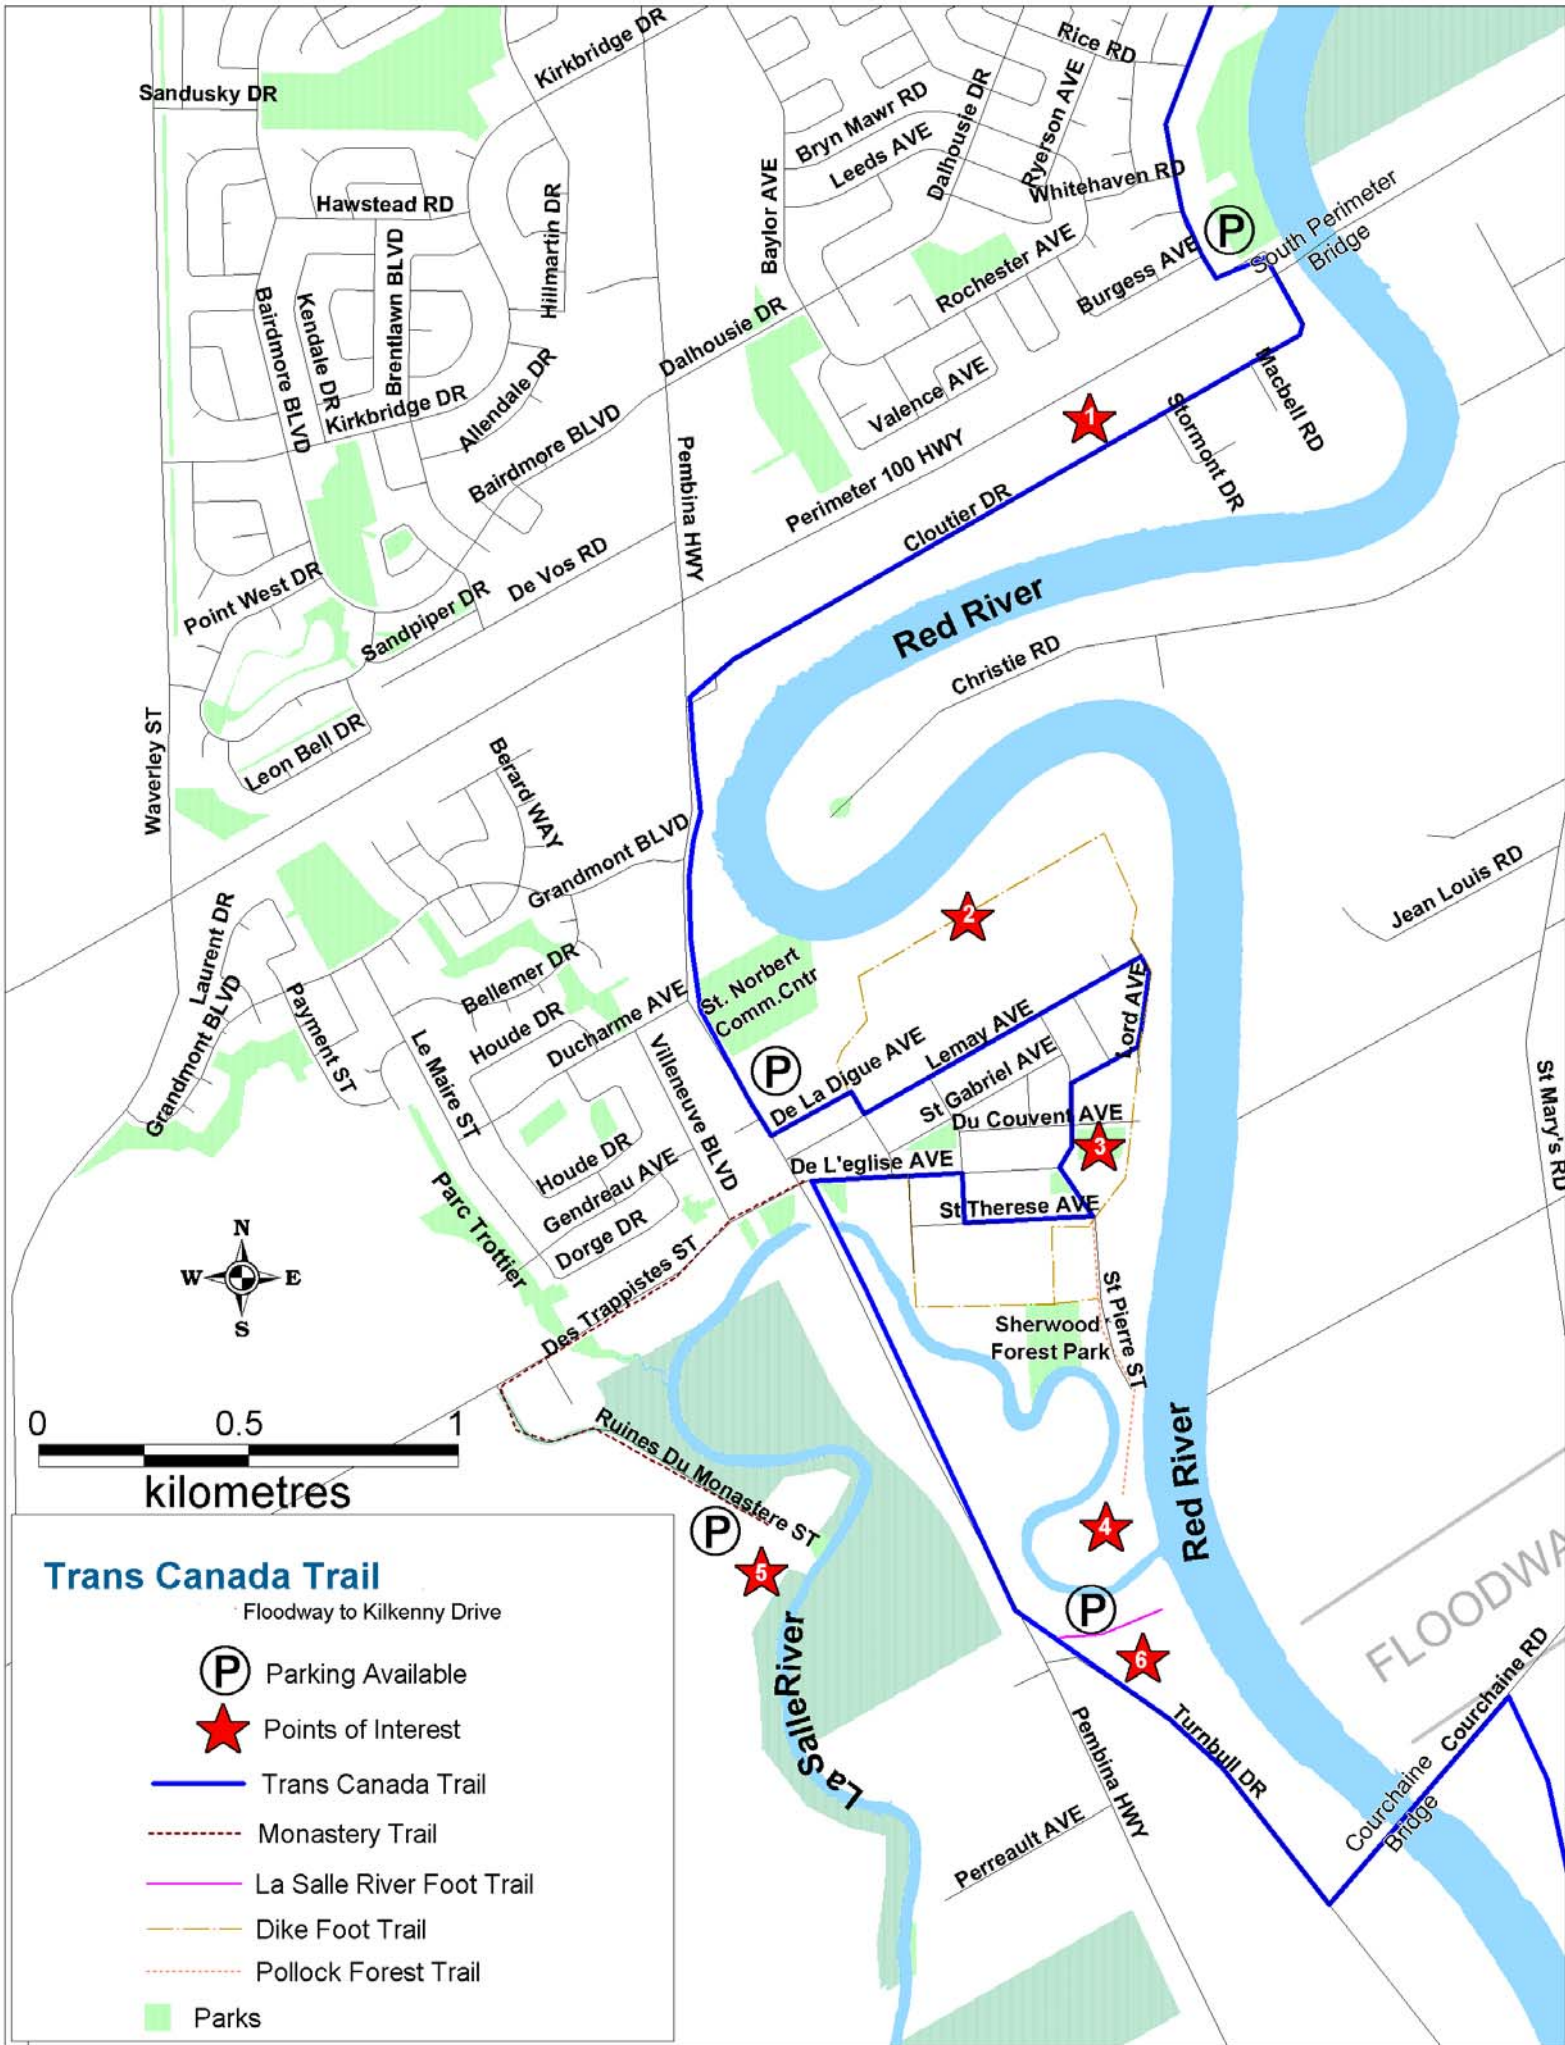 Kirkbridge DR
Rice RD
Sandusky DR
Bryn Mawr RD
Leeds AVE
Dalhousie DR
Ryerson AVE
Whitehaven RD
Hawstead RD
Hillmartin DR
Baylor AVE
P
South Perimeter
Bridge
Rochester AVE
Burgess AVE
Bairdmore BLVD
Kendale DR
Brentlawn BLVD
Dalhousie DR
Kirkbridge DR
Allendale DR
Valence AVE
Macbell RD
Stormont DR
1
Bairdmore BLVD
Pembina HWY
Perimeter 100 HWY
Cloutier DR
Point West DR
Sandpiper DR
De Vos RD
Red River
Christie RD
Waverley ST
Leon Bell DR
Berard WAY
Grandmont BLVD
Jean Louis RD
2
Laurent DR
Grandmont BLVD
Payment ST
Bellemer DR
Houde DR
Ducharme AVE
St. Norbert
Comm.Cntr
Le Maire ST
Villeneuve BLVD
P
De La Digue AVE
Lemay AVE
Lord AVE
St Gabriel AVE
Du Couvent AVE
3
St Mary's RD
Houde DR
Gendreau AVE
Dorge DR
De L'eglise AVE
St Therese AVE
Parc Trottier
N
W
E
S
Des Trappistes ST
Sherwood
Forest Park
St Pierre ST
0
0.5
1
kilometres
Ruines Du Monastere ST
P
5
4
Red River
P
6
FLOODWA
La Salle River
Turnbull DR
Courchaine RD
Courchaine
Bridge
Pembina HWY
Perreault AVE
Trans Canada Trail
Floodway to Kilkenny Drive
P
Parking Available
Points of Interest
Trans Canada Trail
Monastery Trail
La Salle River Foot Trail
Dike Foot Trail
Pollock Forest Trail
Parks